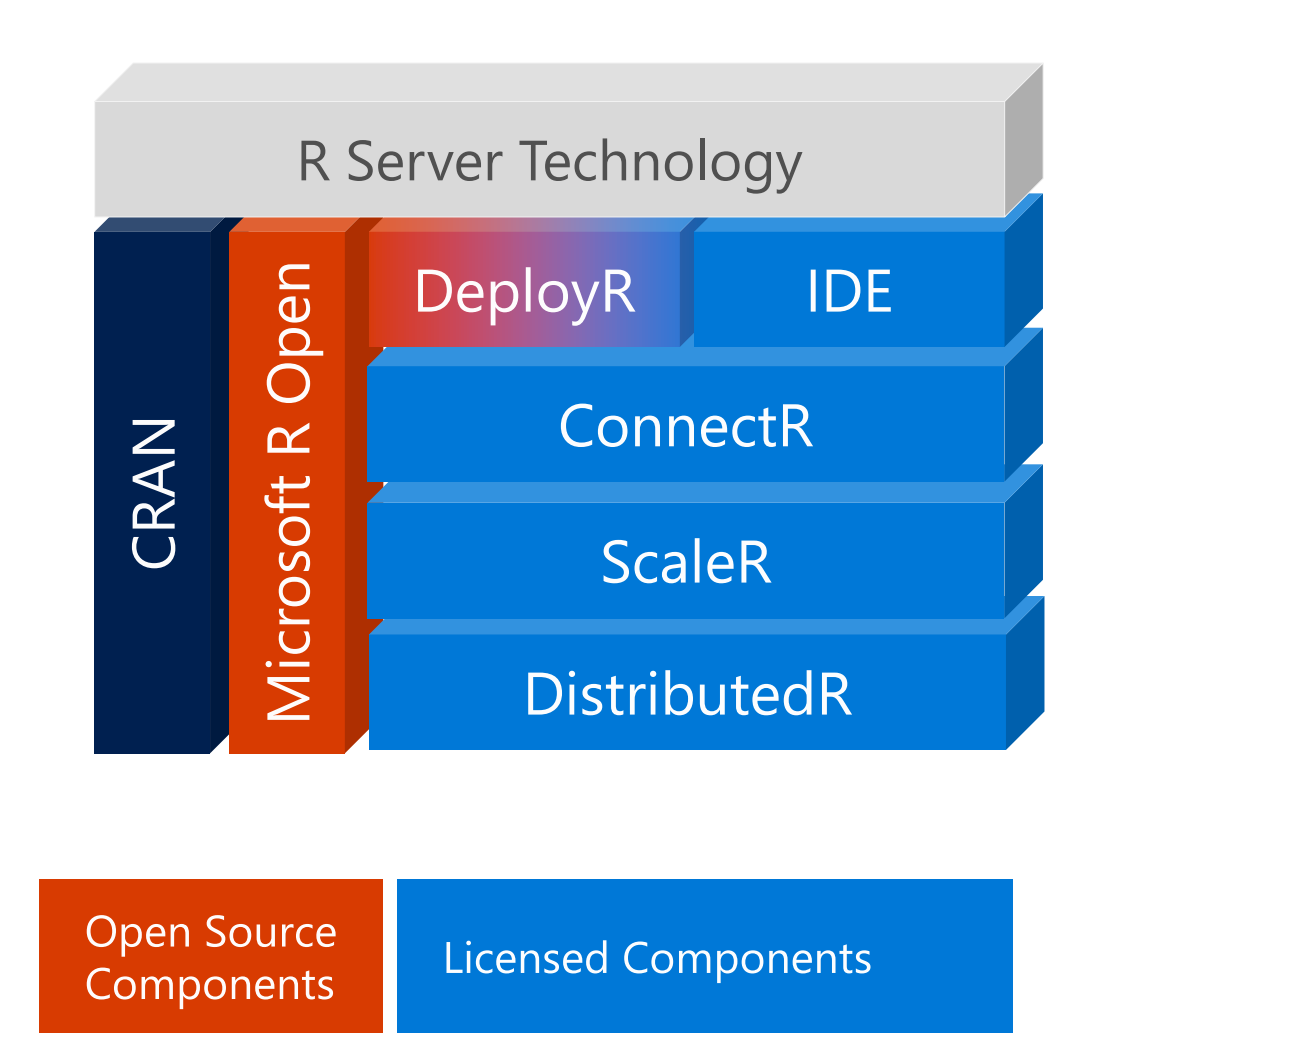 R Server Technology
CRAN
Microsoft R Open
DeployR
IDE
ConnectR
ScaleR
DistributedR
Open Source
Components
Licensed Components